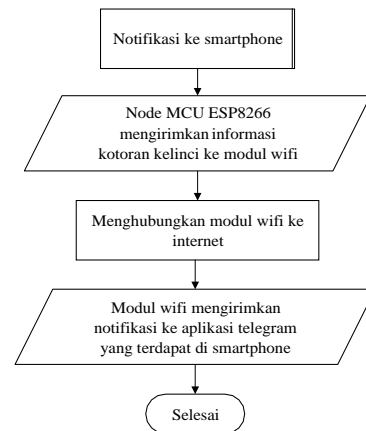 Notifikasi ke smartphone
Node MCU ESP8266
mengirimkan informasi
kotoran kelinci ke modul wifi
Menghubungkan modul wifi ke
internet
Modul wifi mengirimkan
notifikasi ke aplikasi telegram
yang terdapat di smartphone
Selesai